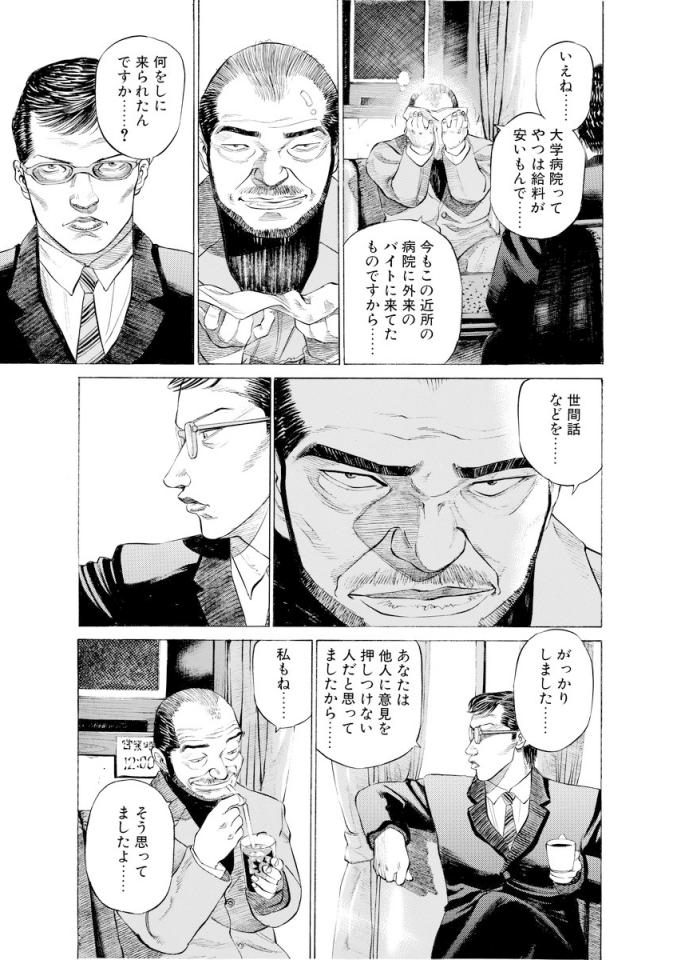 いえね……
大学病院って
やつは給料が
安いもんで……
今もこの近所の
病院に外来の
バイトに来てた
ものですから……
何をしに
来られたん
ですか……?
世間話
などを…
がっかり
しました……
あなたは
他人に意見を
押しつけない
人だと思って
ましたから…
私もね……
営業時
12:00
そう思って
ましたよ……